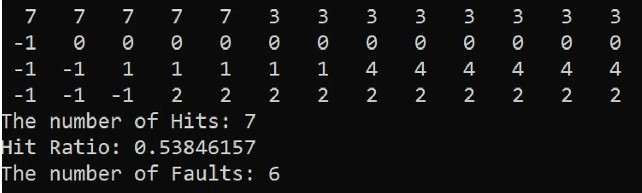 7 7 7 7 7 3 3 3 3 3 3 3 3
-1 0 0 0 0 0 0 0 0 0 0 0 0
-1 -1 1 1 1 1 1 4 4 4 4 4 4
-1 -1 -1 2 2 2 2 2 2 2 2 2 2
The number of Hits: 7
Hit Ratio: 0.53846157
The number of Faults: 6